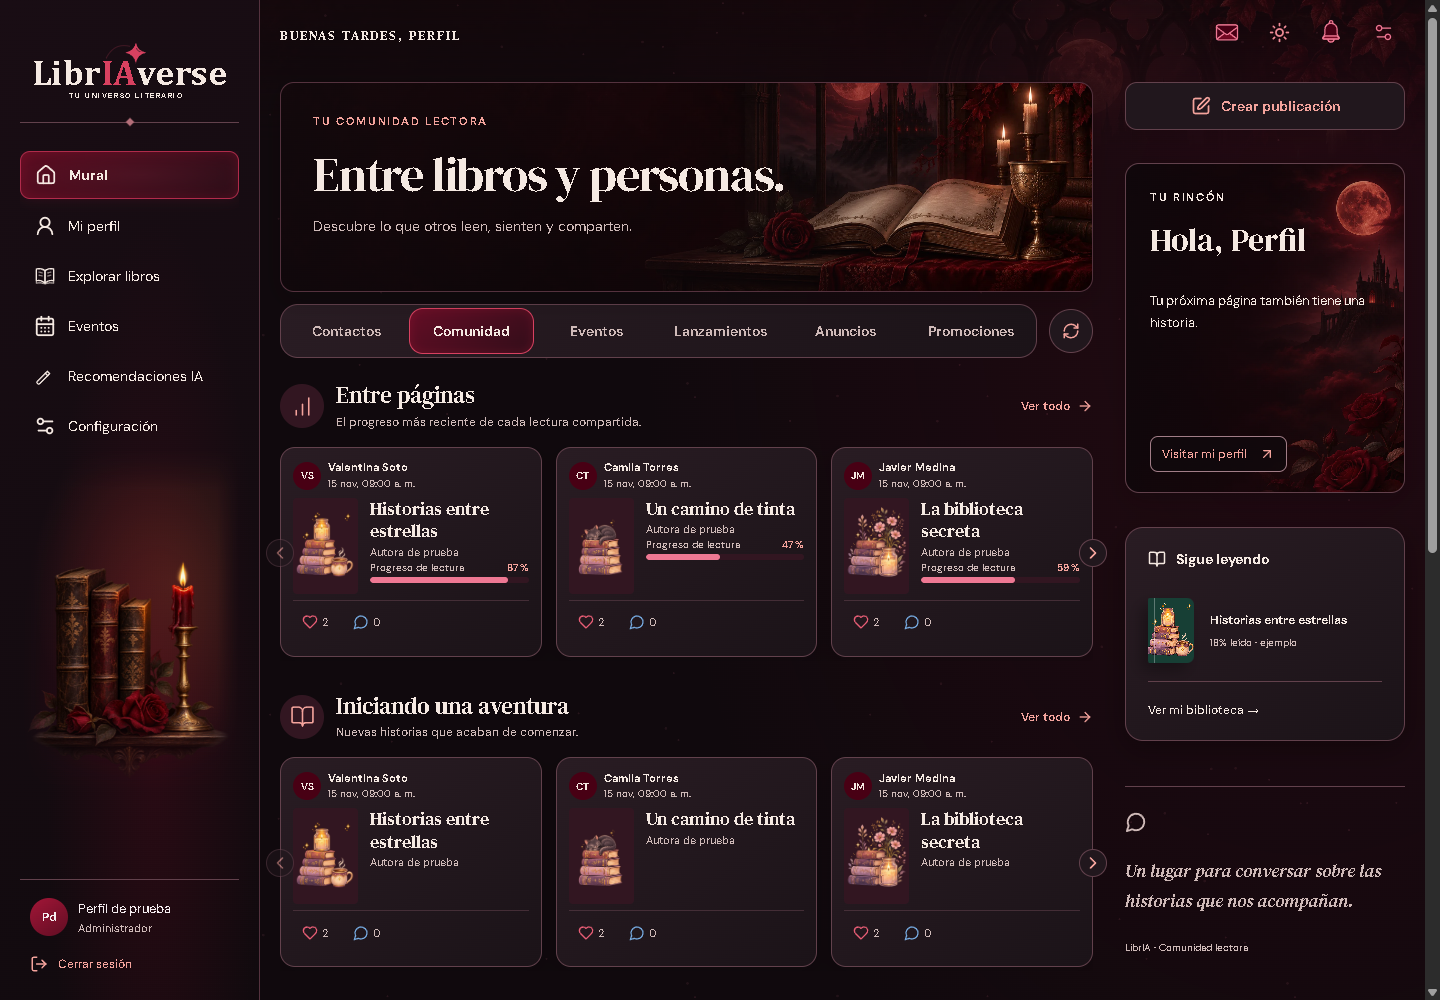 LibrIAverse
TU UNIVERSO LITERARIO
Mural
Mi perfil
Explorar libros
Eventos
Recomendaciones IA
Configuración
Pd
Perfil de prueba
Administrador
Cerrar sesión
BUENAS TARDES, PERFIL
TU COMUNIDAD LECTORA
Entre libros y personas.
Descubre lo que otros leen, sienten y comparten.
Contactos
Comunidad
Eventos
Lanzamientos
Anuncios
Promociones
Entre páginas
El progreso más reciente de cada lectura compartida.
Ver todo
VS
Valentina Soto
15 nov, 09:00 a. m.
Historias entre
estrellas
Autora de prueba
Progreso de lectura 87%
2 0
CT
Camila Torres
15 nov, 09:00 a. m.
Un camino de tinta
Autora de prueba
Progreso de lectura 47%
2 0
JM
Javier Medina
15 nov, 09:00 a. m.
La biblioteca
secreta
Autora de prueba
Progreso de lectura 59%
2 0
Iniciando una aventura
Nuevas historias que acaban de comenzar.
Ver todo
VS
Valentina Soto
15 nov, 09:00 a. m.
Historias entre
estrellas
Autora de prueba
2 0
CT
Camila Torres
15 nov, 09:00 a. m.
Un camino de tinta
Autora de prueba
2 0
JM
Javier Medina
15 nov, 09:00 a. m.
La biblioteca
secreta
Autora de prueba
2 0
Crear publicación
TU RINCÓN
Hola, Perfil
Tu próxima página también tiene una
historia.
Visitar mi perfil
Sigue leyendo
Historias entre estrellas
18% leído · ejemplo
Ver mi biblioteca →
Un lugar para conversar sobre las
historias que nos acompañan.
LibrIA · Comunidad lectora